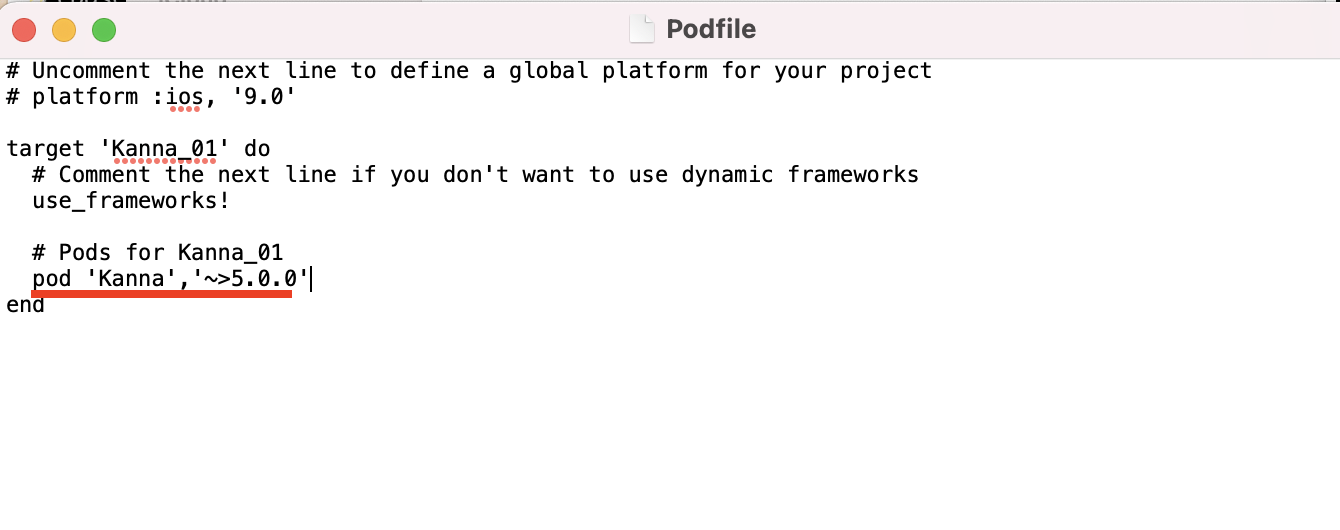 Podfile
# Uncomment the next line to define a global platform for your project
# platform :ios, '9.0'
target 'Kanna_01' do
# Comment the next line if you don't want to use dynamic frameworks
use_frameworks!
# Pods for Kanna_01
pod 'Kanna','~>5.0.0'
end